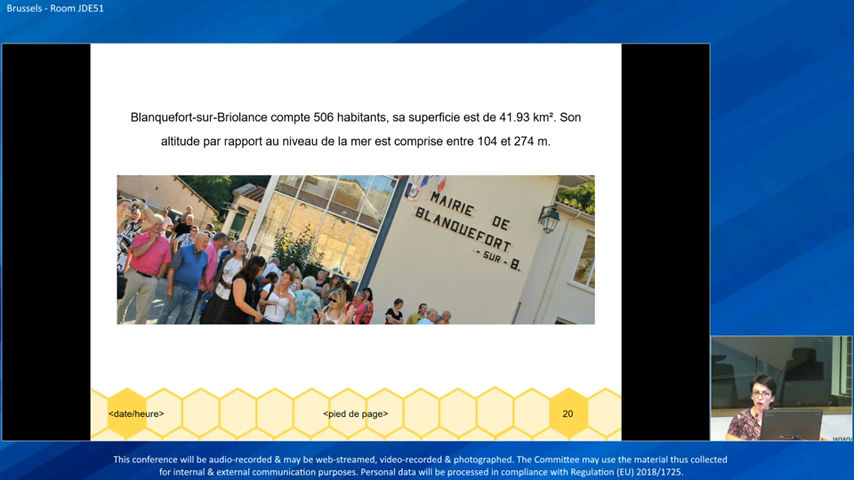 Brussels - Room JDE51
Blanquefort-sur-Briolance compte 506 habitants, sa superficie est de 41.93 km². Son
altitude par rapport au niveau de la mer est comprise entre 104 et 274 m.
MAIRIE DE
BLANQUEFORT
- SUR - B.
<date/heure>
<pied de page>
20
www
This conference will be audio-recorded & may be web-streamed, video-recorded & photographed. The Committee may use the material thus collected
for internal & external communication purposes. Personal data will be processed in compliance with Regulation (EU) 2018/1725.